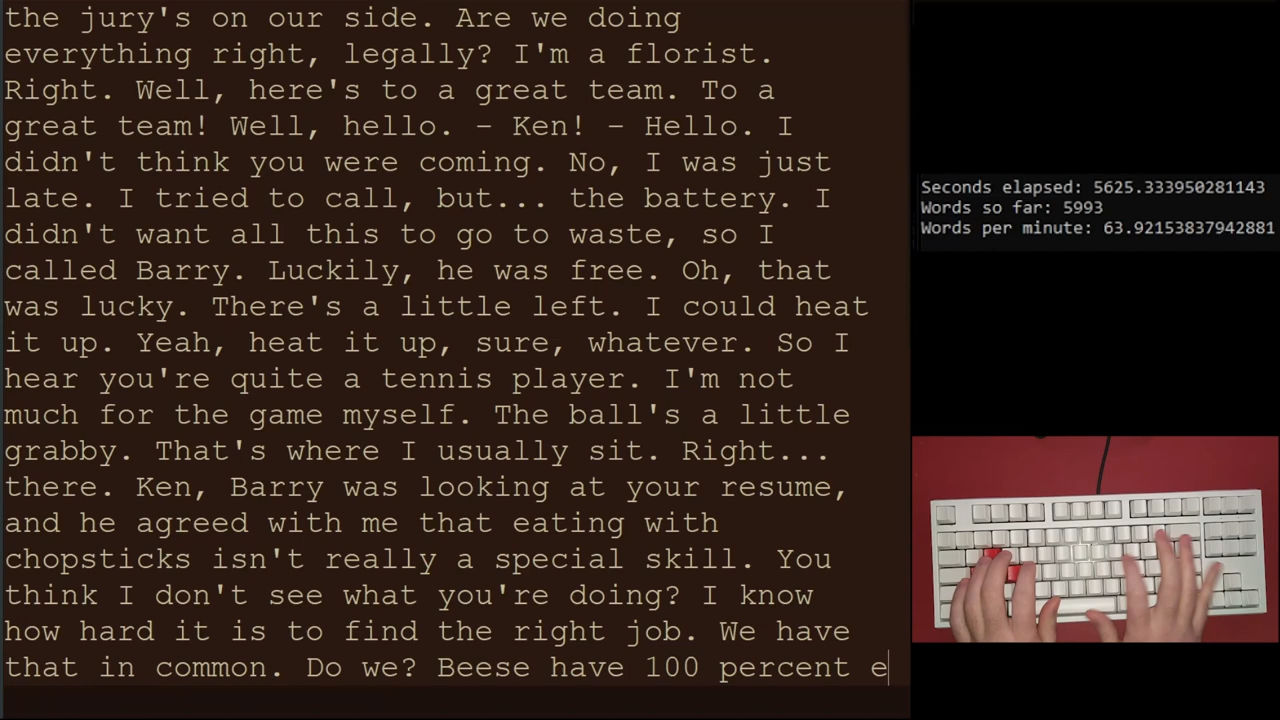 the jury's on our side. Are we doing
everything right, legally? I'm a florist.
Right. Well, here's to a great team. To a
great team! Well, hello. - Ken! - Hello. I
didn't think you were coming. No, I was just
late. I tried to call, but... the battery. I
didn't want all this to go to waste, so I
called Barry. Luckily, he was free. Oh, that
was lucky. There's a little left. I could heat
it up. Yeah, heat it up, sure, whatever. So I
hear you're quite a tennis player. I'm not
much for the game myself. The ball's a little
grabby. That's where I usually sit. Right...
there. Ken, Barry was looking at your resume,
and he agreed with me that eating with
chopsticks isn't really a special skill. You
think I don't see what you're doing? I know
how hard it is to find the right job. We have
that in common. Do we? Beese have 100 percent e
Seconds elapsed: 5625.333950281143
Words so far: 5993
Words per minute: 63.92153837942881